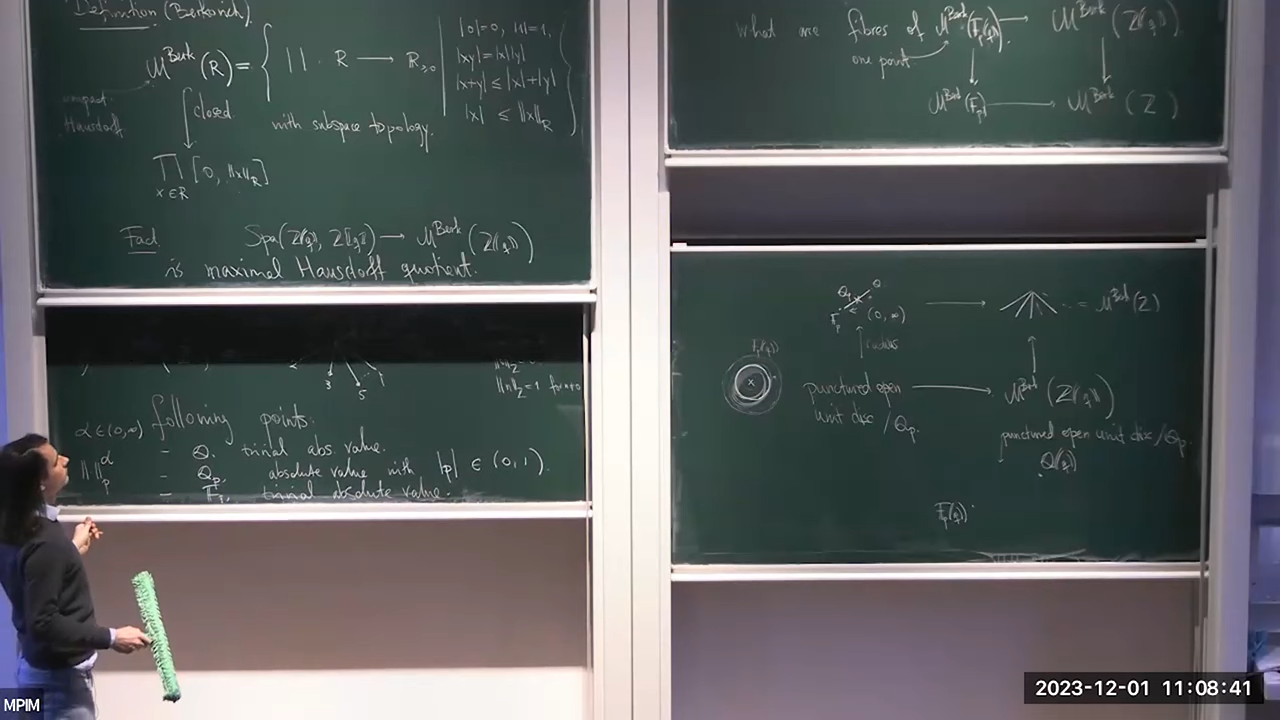 Definition (Berkovich)
𝓜^Berk (R) = { | | : R ⟶ R_≥0 | |0|=0, |1|=1,
|xy|=|x||y|
|x+y| ≤ |x|+|y|
|x| ≤ ‖x‖_R }
compact
Hausdorff
closed
with subspace topology.
∏ [0, ‖x‖_R]
x∈R
Fact Spa(Z((q)), Z[[q]]) ⟶ 𝓜^Berk (Z((q)))
is maximal Hausdorff quotient.
3
5
‖n‖_Z=1 for n≠0
following points:
α∈(0,∞)
‖ ‖_p^α
- Q, trivial abs. value.
- Q_p, absolute value with |p| ∈ (0,1).
- F_p, trivial absolute value.
What are fibres of 𝓜^Berk(F_p((q))) ⟶ 𝓜^Berk (Z((q))).
one point
𝓜^Berk(F_p) ⟶ 𝓜^Berk (Z)
Q_p Q
F_p (0,∞)
⟶ ... = 𝓜^Berk(Z)
radius
F_p((q))
punctured open
unit disc /Q_p
⟶ 𝓜^Berk (Z((q)))
punctured open unit disc /Q_p
Q((q))
F_p((q))
MPIM
2023-12-01 11:08:41